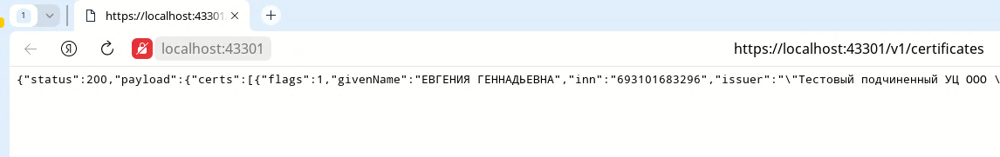 1
https://localhost:43301
localhost:43301
https://localhost:43301/v1/certificates
{"status":200,"payload":{"certs":[{"flags":1,"givenName":"ЕВГЕНИЯ ГЕННАДЬЕВНА","inn":"693101683296","issuer":"\"Тестовый подчиненный УЦ ООО \